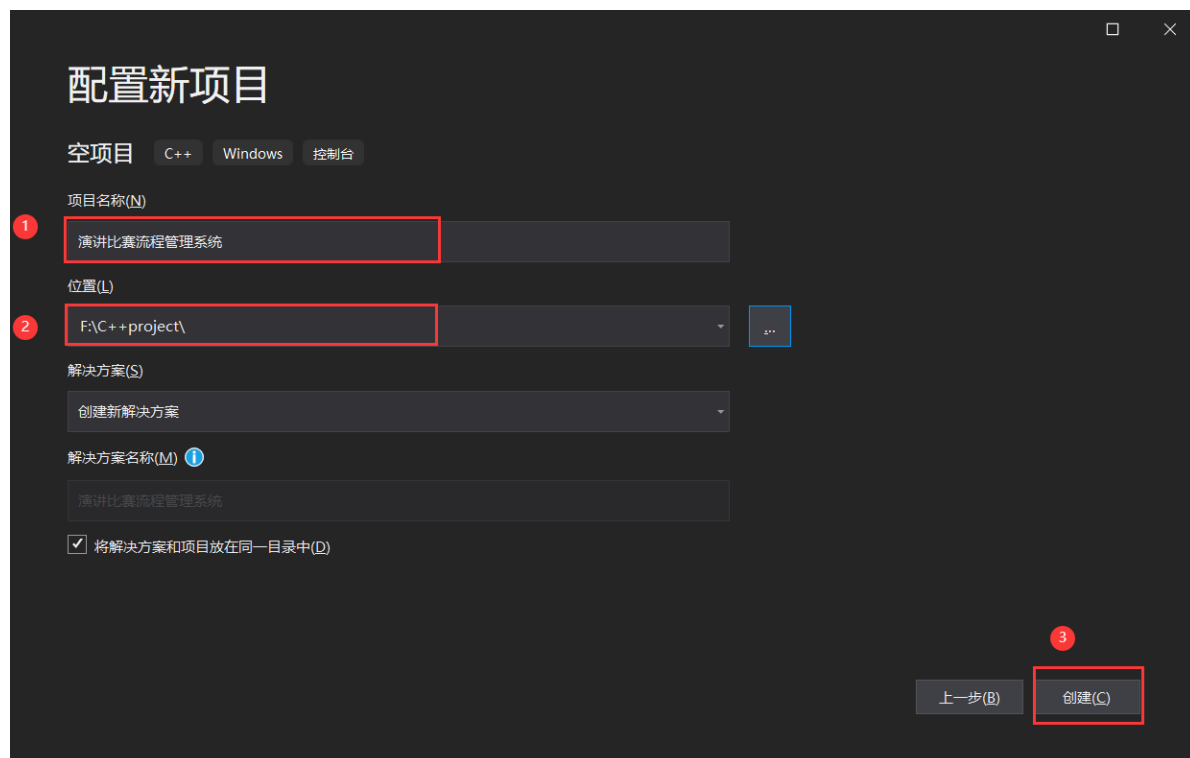 配置新项目
空项目 C++ Windows 控制台
项目名称(N)
1
演讲比赛流程管理系统
位置(L)
2
F:\C++project\
...
解决方案(S)
创建新解决方案
解决方案名称(M)
演讲比赛流程管理系统
将解决方案和项目放在同一目录中(D)
3
上一步(B) 创建(C)